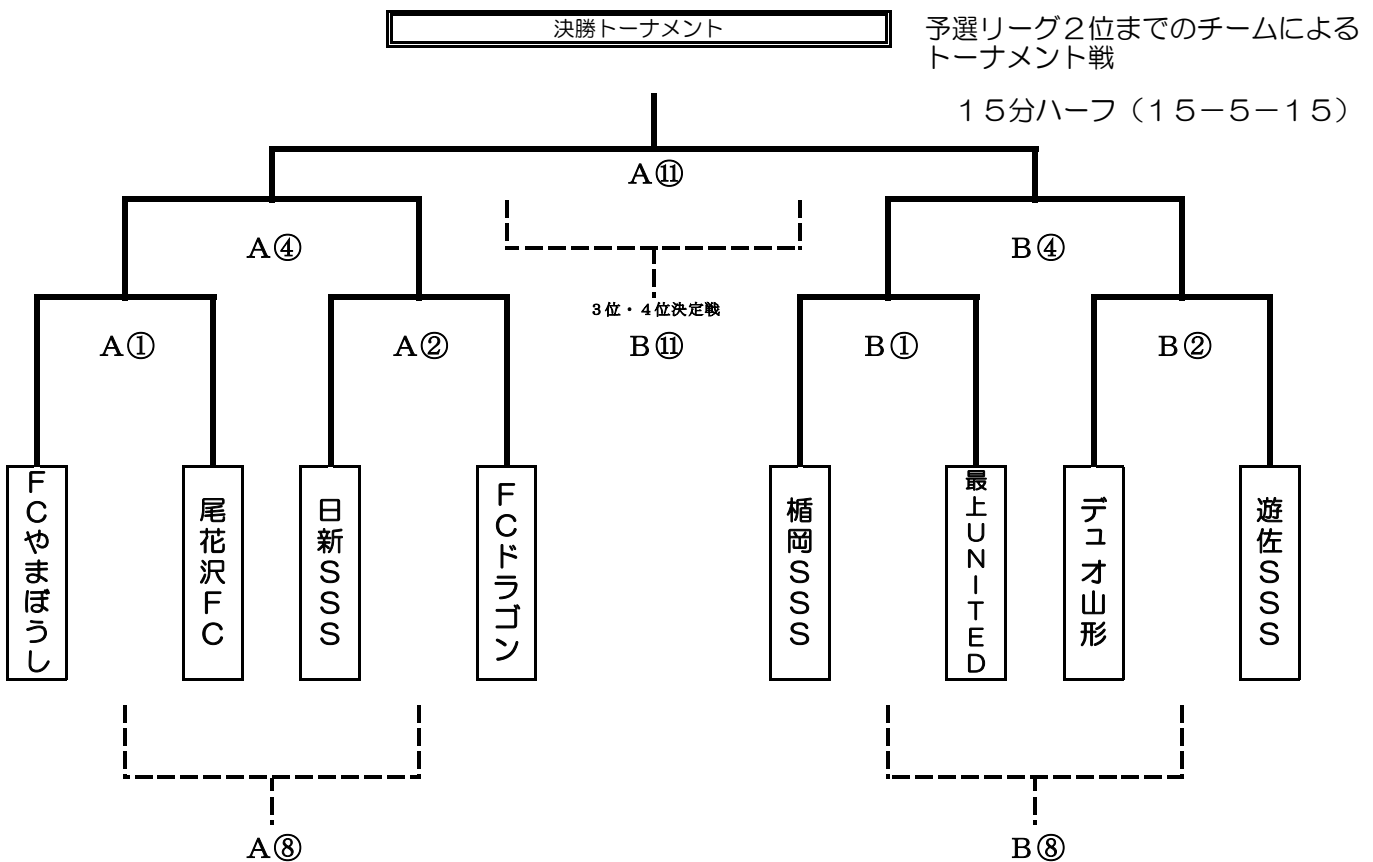 決勝トーナメント
予選リーグ２位までのチームによる
トーナメント戦
１５分ハーフ（１５－５－１５）
A⑪
A④
B④
３位・４位決定戦
A①
A②
B⑪
B①
B②
FCやまぼうし
尾花沢FC
日新SSS
FCドラゴン
楯岡SSS
最上UNITED
デュオ山形
遊佐SSS
A⑧
B⑧